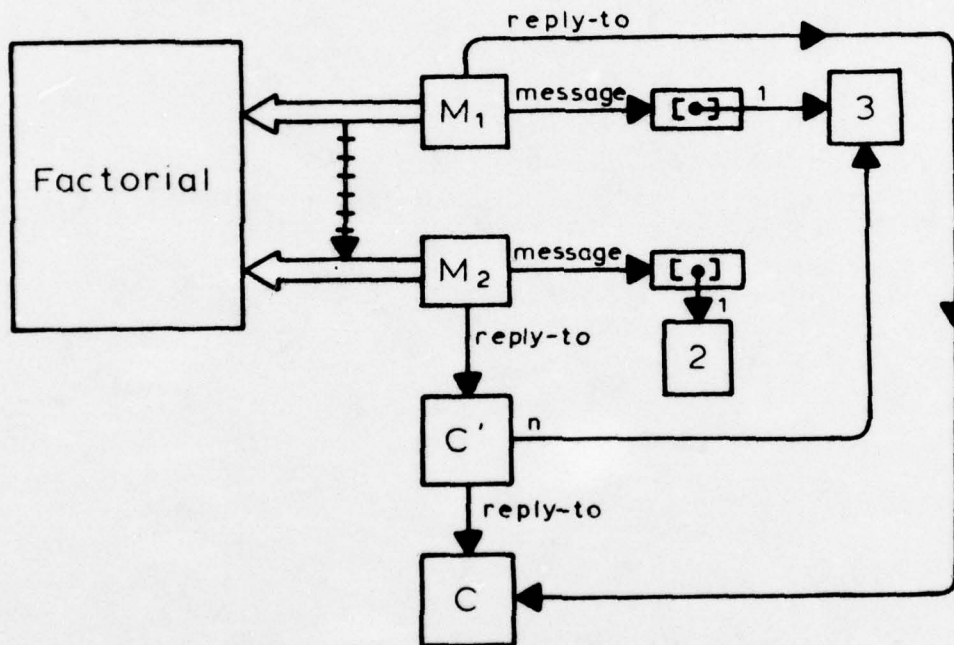 reply-to
M1
message
[•]
1
3
Factorial
M2
message
[•]
1
2
reply-to
C'
n
reply-to
C